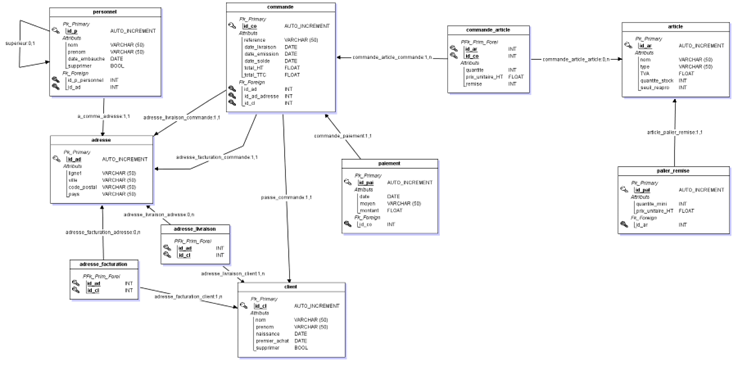 personnel
Pk_Primary
id_p AUTO_INCREMENT
Attributs
nom VARCHAR (50)
prenom VARCHAR (50)
date_embauche DATE
supprimer BOOL
Fk_Foreign
id_p_personnel INT
id_ad INT
superieur:0,1
a_comme_adresse:1,1
commande
Pk_Primary
id_co AUTO_INCREMENT
Attributs
reference VARCHAR (50)
date_livraison DATE
date_emission DATE
date_solde DATE
total_HT FLOAT
total_TTC FLOAT
Fk_Foreign
id_ad INT
id_ad_adresse INT
id_cl INT
commande_article_commande:1,n
commande_article
PFk_Prim_Forei
id_ar INT
id_co INT
Attributs
quantite INT
prix_unitaire_HT FLOAT
remise INT
commande_article_article:0,n
article
Pk_Primary
id_ar AUTO_INCREMENT
Attributs
nom VARCHAR (50)
type VARCHAR (50)
TVA FLOAT
quantite_stock INT
seuil_reapro INT
adresse_livraison_commande:1,1
adresse_facturation_commande:1,1
commande_paiement:1,1
article_palier_remise:1,1
adresse
Pk_Primary
id_ad AUTO_INCREMENT
Attributs
ligne1 VARCHAR (50)
ville VARCHAR (50)
code_postal VARCHAR (50)
pays VARCHAR (50)
paiement
Pk_Primary
id_pai AUTO_INCREMENT
Attributs
date DATE
moyen VARCHAR (50)
montant FLOAT
Fk_Foreign
id_co INT
palier_remise
Pk_Primary
id_pal AUTO_INCREMENT
Attributs
quantite_mini INT
prix_unitaire_HT FLOAT
Fk_Foreign
id_ar INT
passe_commande:1,1
adresse_livraison_adresse:0,n
adresse_facturation_adresse:0,n
adresse_livraison
PFk_Prim_Forei
id_ad INT
id_cl INT
adresse_livraison_client:1,n
adresse_facturation
PFk_Prim_Forei
id_ad INT
id_cl INT
adresse_facturation_client:1,n
client
Pk_Primary
id_cl AUTO_INCREMENT
Attributs
nom VARCHAR (50)
prenom VARCHAR (50)
naissance DATE
premier_achat DATE
supprimer BOOL